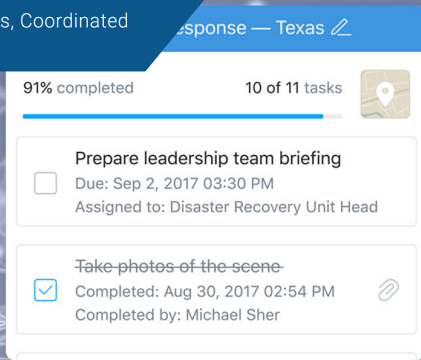 s, Coordinated
esponse — Texas
91% completed 10 of 11 tasks
Prepare leadership team briefing
Due: Sep 2, 2017 03:30 PM
Assigned to: Disaster Recovery Unit Head
Take photos of the scene
Completed: Aug 30, 2017 02:54 PM
Completed by: Michael Sher